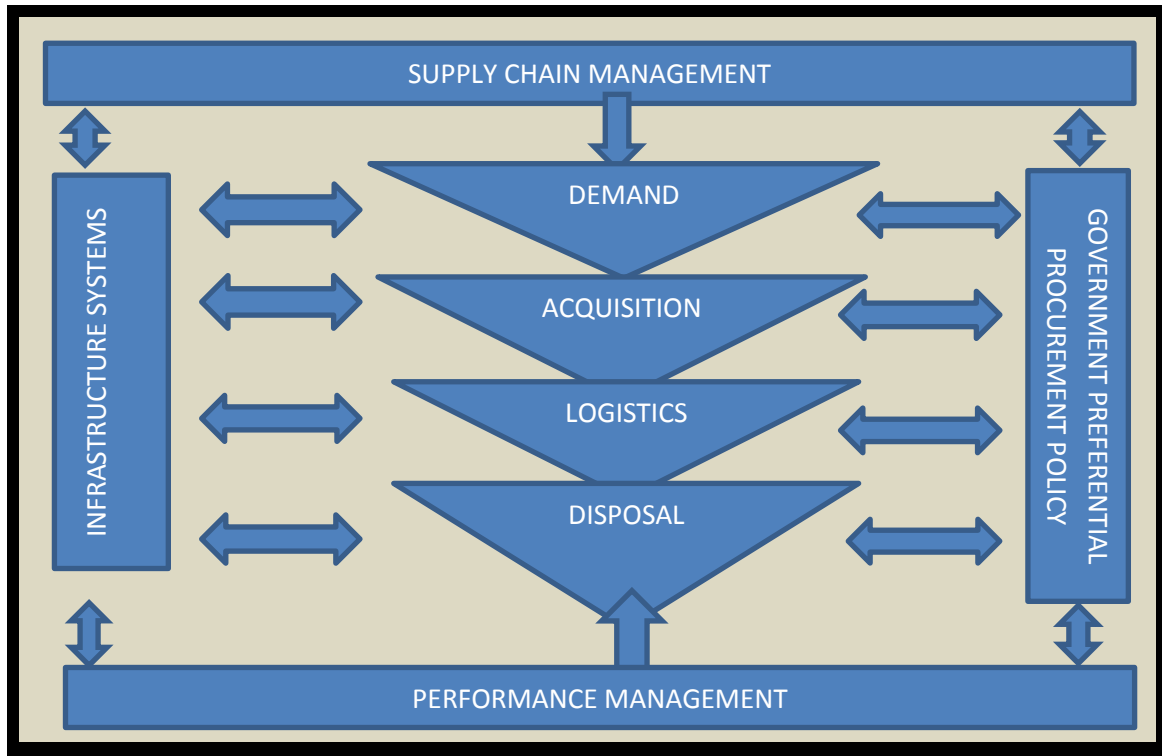 SUPPLY CHAIN MANAGEMENT
DEMAND
ACQUISITION
LOGISTICS
DISPOSAL
INFRASTRUCTURE SYSTEMS
GOVERNMENT PREFERENTIAL
PROCUREMENT POLICY
PERFORMANCE MANAGEMENT